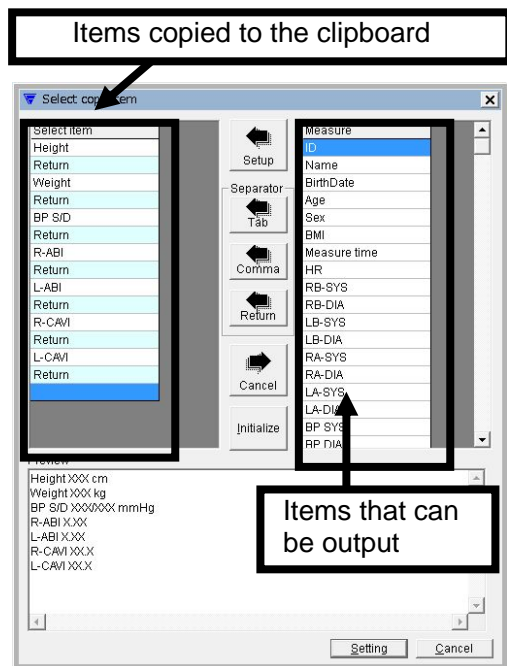 Items copied to the clipboard
Select item
Height
Return
Weight
Return
BP S/D
Return
R-ABI
Return
L-ABI
Return
R-CAVI
Return
L-CAVI
Return
Setup
Separator
Tab
Comma
Return
Cancel
Initialize
Measure
ID
Name
BirthDate
Age
Sex
BMI
Measure time
HR
RB-SYS
RB-DIA
LB-SYS
LB-DIA
RA-SYS
RA-DIA
LA-SYS
LA-DIA
BP SYS
BP DIA
Preview
Height XXX cm
Weight XXX kg
BP S/D XXX/XXX mmHg
R-ABI X.XX
L-ABI X.XX
R-CAVI XX.X
L-CAVI XX.X
Items that can
be output
Setting
Cancel